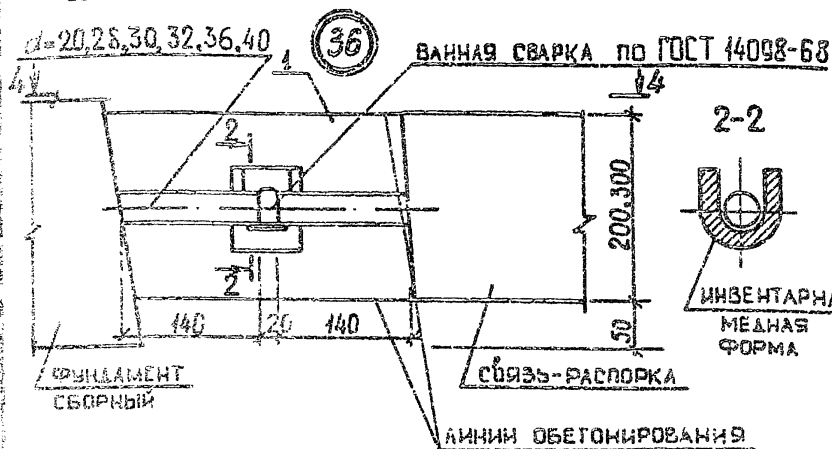 d=20,28,30,32,36,40
36
ВАННАЯ СВАРКА ПО ГОСТ 14098-68
4
1
4
2
2-2
200,300
2
140
20
140
50
ИНВЕНТАРНА
МЕДНАЯ
ФОРМА
ФУНДАМЕНТ
СБОРНЫЙ
СВЯЗЬ-РАСПОРКА
ЛИНИИ ОБЕТОНИРОВАНИЯ